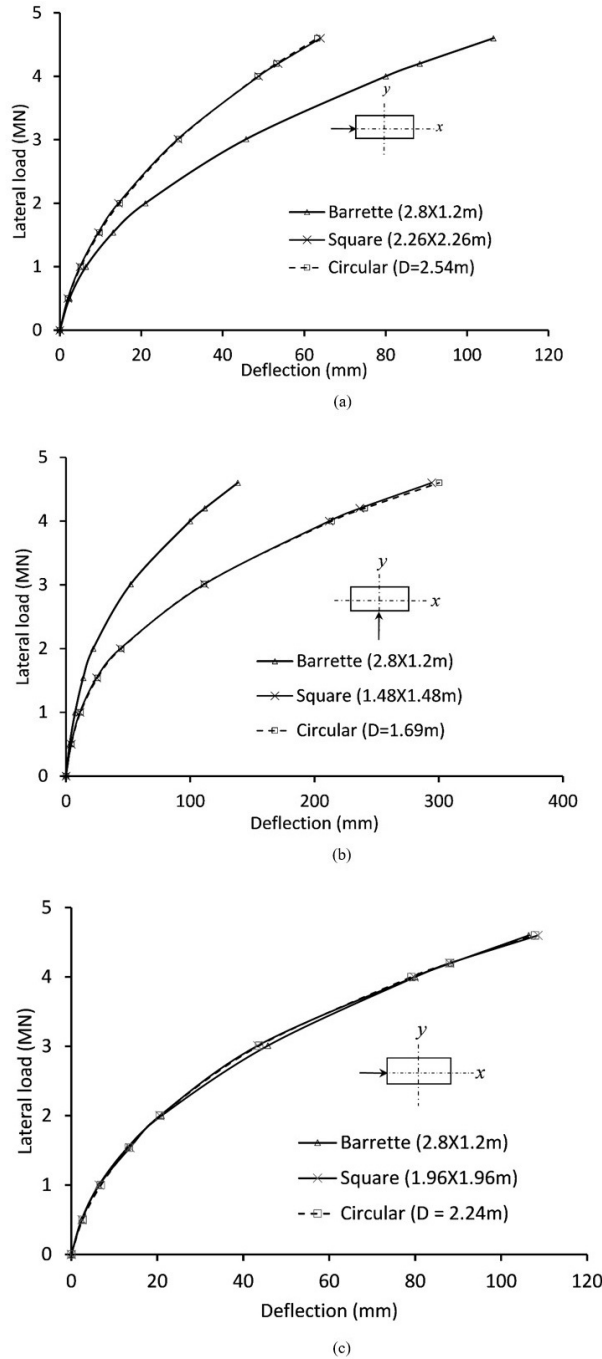 5
4
3
2
1
0
Lateral load (MN)
y
x
Barrette (2.8X1.2m)
Square (2.26X2.26m)
Circular (D=2.54m)
0 20 40 60 80 100 120
Deflection (mm)
(a)
5
4
3
2
1
0
Lateral load (MN)
y
x
Barrette (2.8X1.2m)
Square (1.48X1.48m)
Circular (D=1.69m)
0 100 200 300 400
Deflection (mm)
(b)
5
4
3
2
1
0
Lateral load (MN)
y
x
Barrette (2.8X1.2m)
Square (1.96X1.96m)
Circular (D = 2.24m)
0 20 40 60 80 100 120
Deflection (mm)
(c)